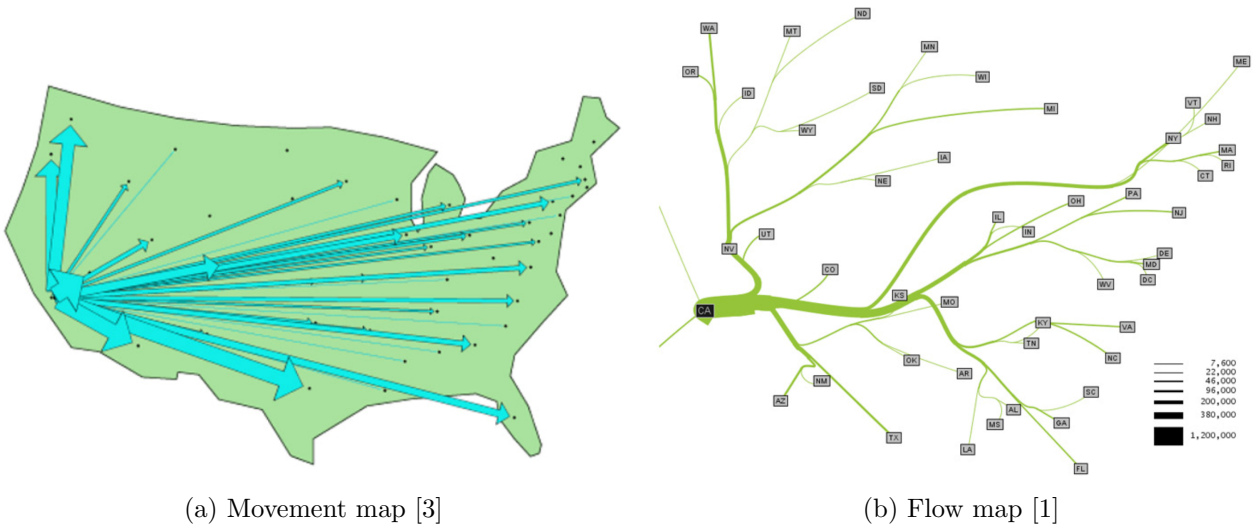 ND
WA
MT
MN
ME
OR
WI
SD
ID
VT
MI
NH
WY
NY
MA
IA
RI
CT
NE
PA
OH
NJ
IL
IN
UT
NV
DE
MD
CO
DC
WV
KS
MO
CA
KY
VA
TN
NC
OK
7,600
AR
22,000
NM
46,000
96,000
SC
AZ
200,000
AL
380,000
MS
GA
TX
1,200,000
LA
FL
(a) Movement map [3]
(b) Flow map [1]